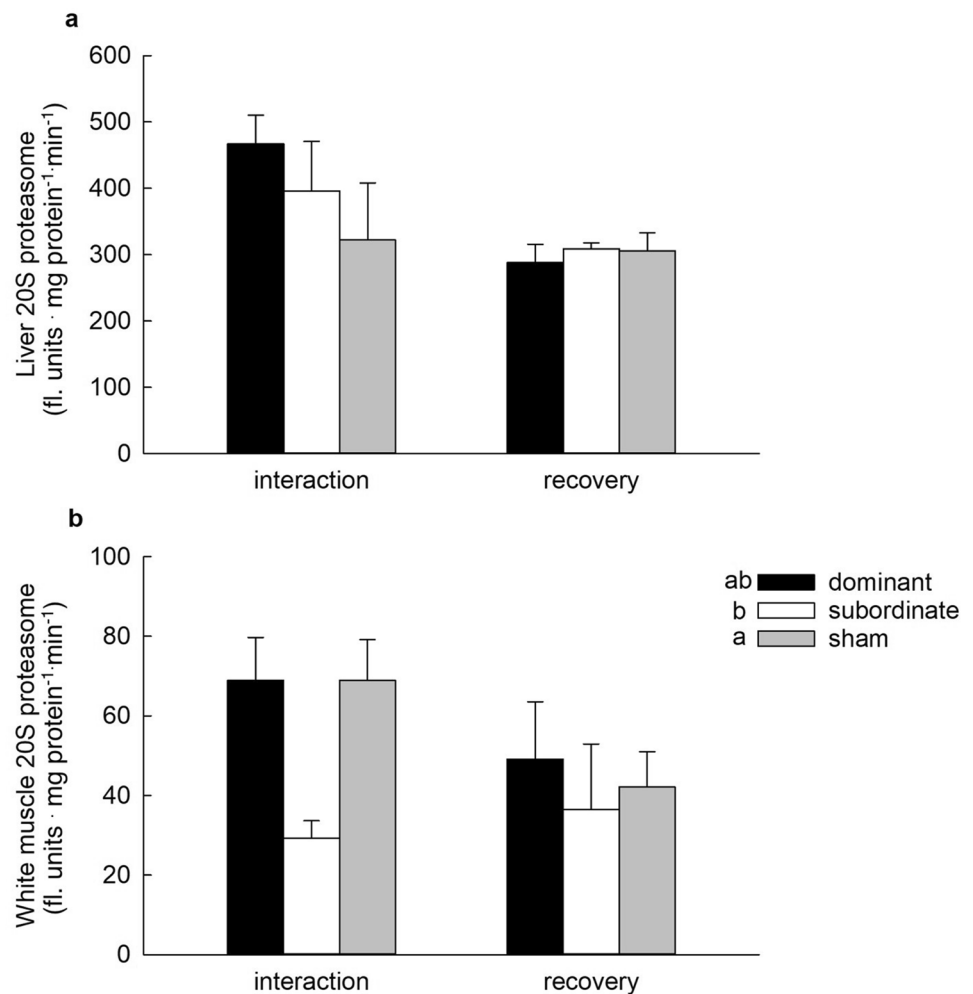 a
Liver 20S proteasome
(fl. units · mg protein⁻¹·min⁻¹)
600
500
400
300
200
100
0
interaction recovery
b
White muscle 20S proteasome
(fl. units · mg protein⁻¹·min⁻¹)
100
80
60
40
20
0
ab dominant
b subordinate
a sham
interaction recovery